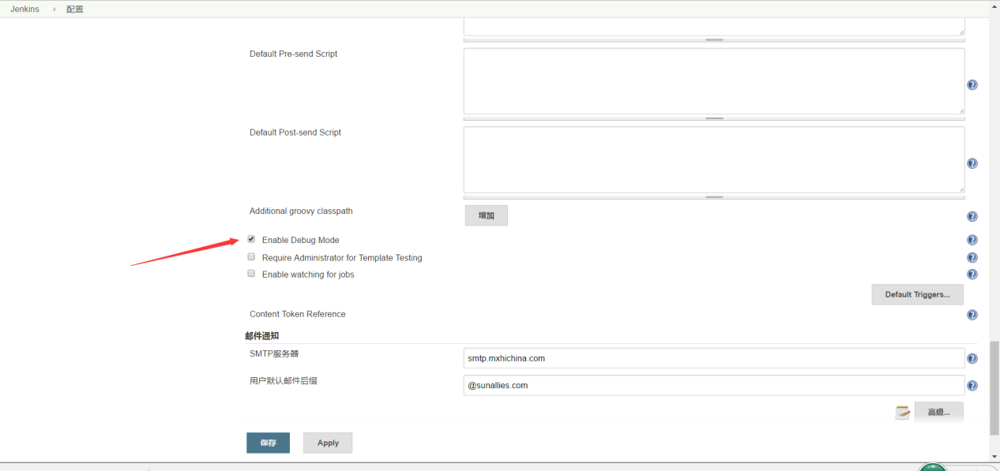 Jenkins 配置
Default Pre-send Script
Default Post-send Script
Additional groovy classpath
增加
Enable Debug Mode
Require Administrator for Template Testing
Enable watching for jobs
Default Triggers...
Content Token Reference
邮件通知
SMTP服务器
smtp.mxhichina.com
用户默认邮件后缀
@sunallies.com
高级...
保存
Apply